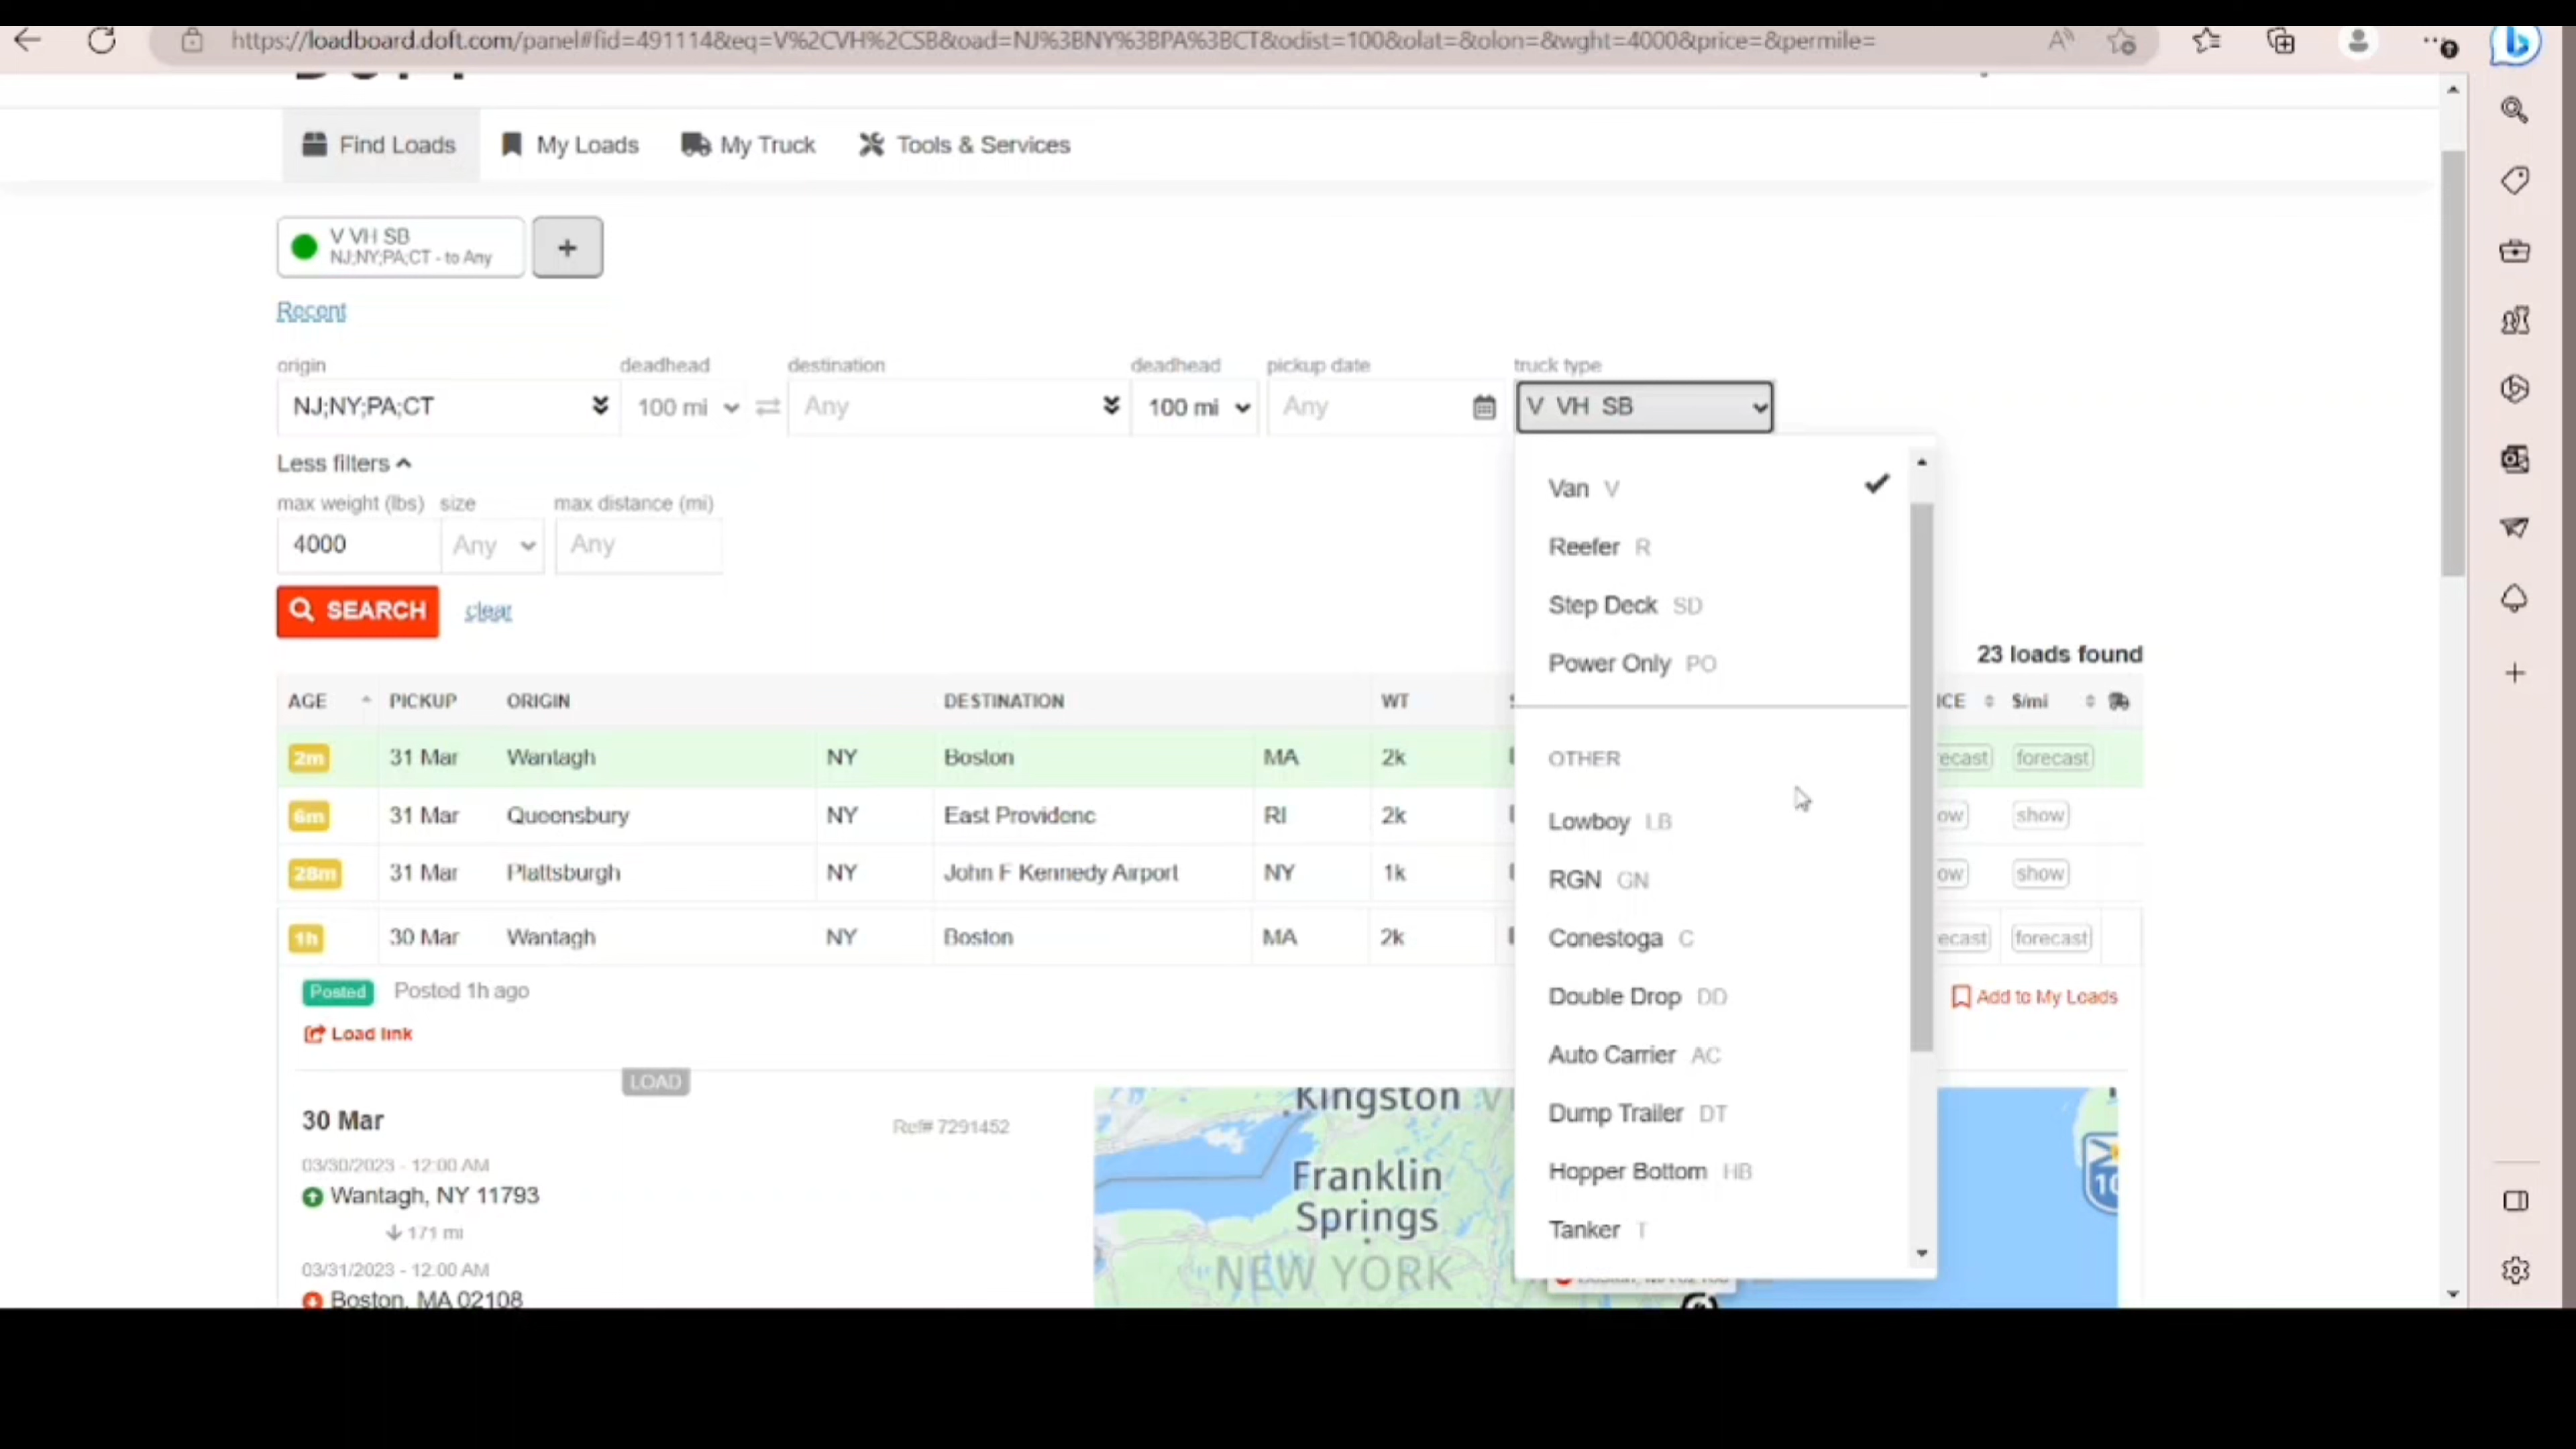 https://loadboard.doft.com/panel#fid=491114&eq=V%2CVH%2CSB&oad=NJ%3BNY%3BPA%3BCT&odist=100&olat=&olon=&wght=4000&price=&permile=
Find Loads My Loads My Truck Tools & Services
V VH SB
NJ;NY;PA;CT - to Any
+
Recent
origin deadhead destination deadhead pickup date truck type
NJ;NY;PA;CT 100 mi Any 100 mi Any V VH SB
Less filters
max weight (lbs) size max distance (mi)
4000 Any Any
SEARCH clear
Van V
Reefer R
Step Deck SD
Power Only PO
OTHER
Lowboy LB
RGN GN
Conestoga C
Double Drop DD
Auto Carrier AC
Dump Trailer DT
Hopper Bottom HB
Tanker T
23 loads found
AGE PICKUP ORIGIN DESTINATION WT ICE $/mi
2m 31 Mar Wantagh NY Boston MA 2k ecast forecast
6m 31 Mar Queensbury NY East Providenc RI 2k ow show
28m 31 Mar Plattsburgh NY John F Kennedy Airport NY 1k ow show
1h 30 Mar Wantagh NY Boston MA 2k ecast forecast
Posted Posted 1h ago Add to My Loads
Load link
LOAD
30 Mar Ref# 7291452
03/30/2023 - 12:00 AM
Wantagh, NY 11793
171 mi
03/31/2023 - 12:00 AM
Boston, MA 02108
Kingston
Franklin
Springs
NEW YORK